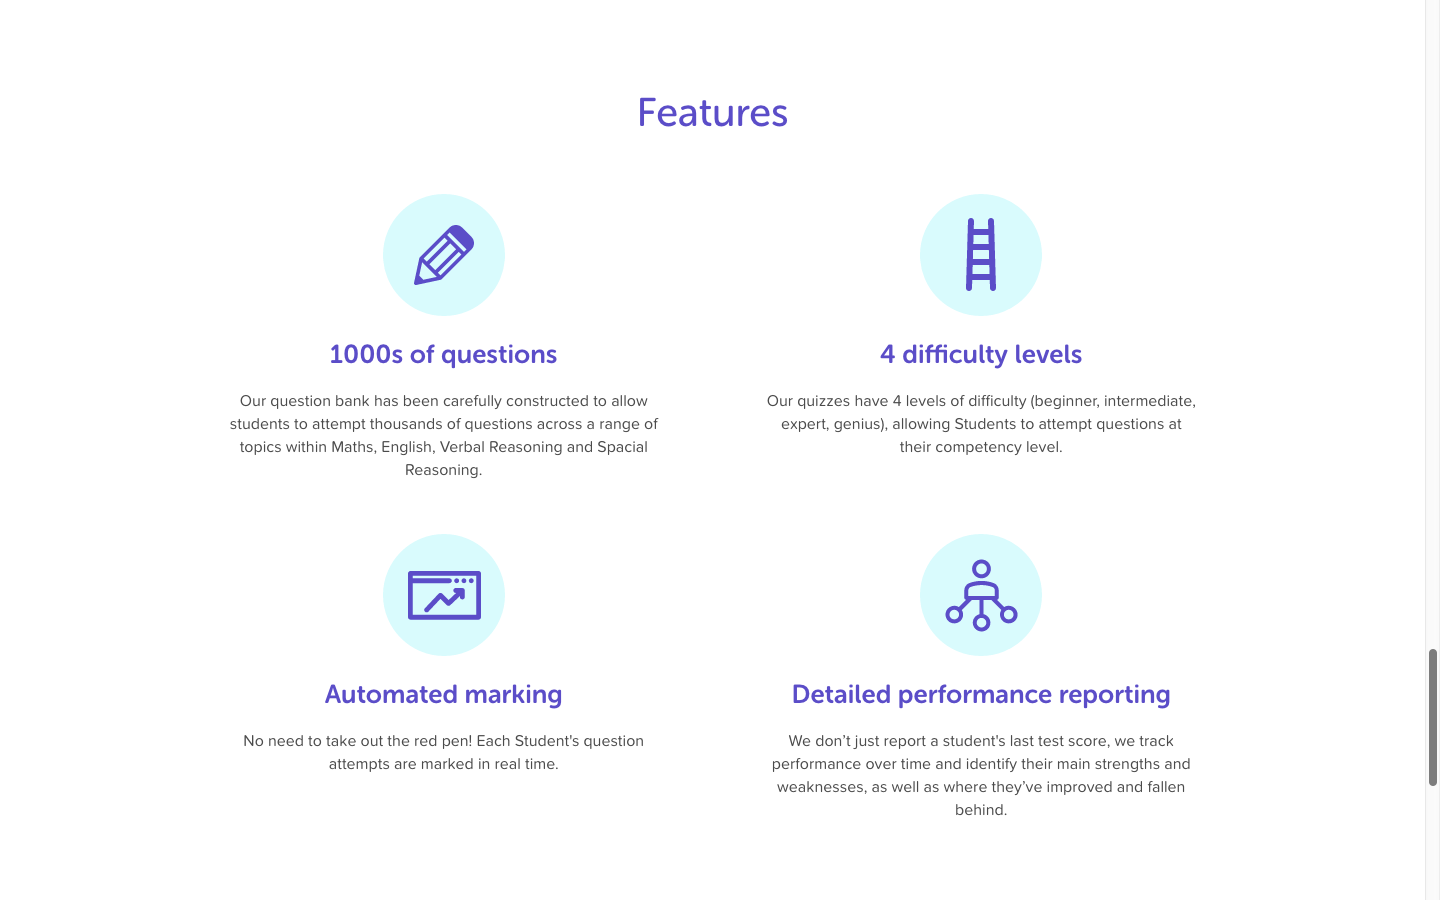 Features
1000s of questions
Our question bank has been carefully constructed to allow
students to attempt thousands of questions across a range of
topics within Maths, English, Verbal Reasoning and Spacial
Reasoning.
4 difficulty levels
Our quizzes have 4 levels of difficulty (beginner, intermediate,
expert, genius), allowing Students to attempt questions at
their competency level.
Automated marking
No need to take out the red pen! Each Student's question
attempts are marked in real time.
Detailed performance reporting
We don’t just report a student's last test score, we track
performance over time and identify their main strengths and
weaknesses, as well as where they’ve improved and fallen
behind.